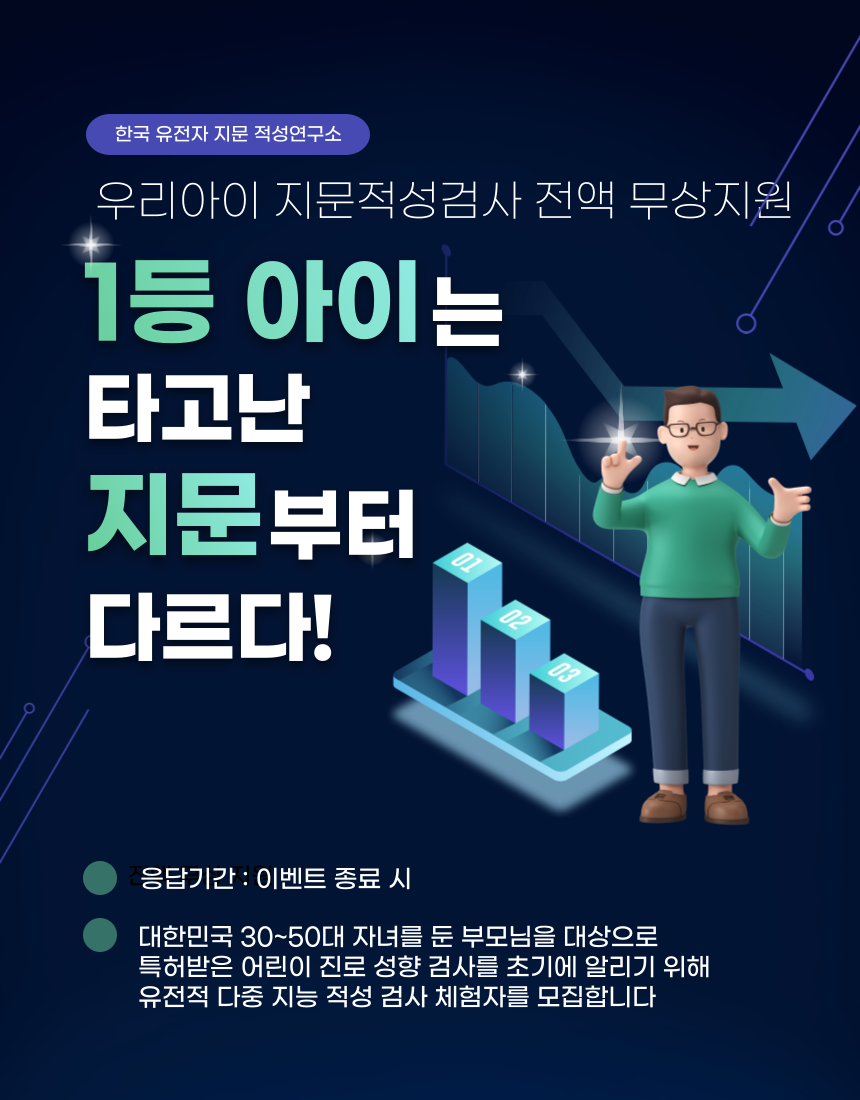 한국 유전자 지문 적성연구소
우리아이 지문적성검사 전액 무상지원
1등 아이는
타고난
지문부터
다르다!
01
02
03
응답기간 : 이벤트 종료 시
대한민국 30~50대 자녀를 둔 부모님을 대상으로
특허받은 어린이 진로 성향 검사를 초기에 알리기 위해
유전적 다중 지능 적성 검사 체험자를 모집합니다